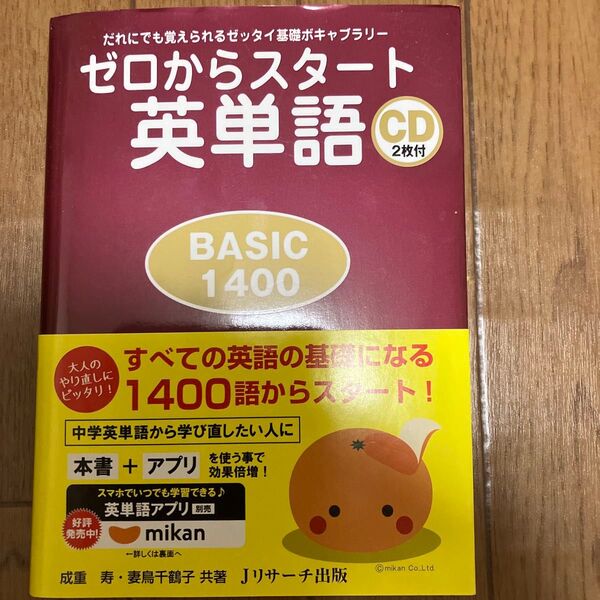 だれにでも覚えられるゼッタイ基礎ボキャブラリー
ゼロからスタート
英単語
CD
2枚付
BASIC
1400
大人の
やり直しに
ピッタリ！
すべての英語の基礎になる
1400語からスタート！
中学英単語から学び直したい人に
本書 + アプリ を使う事で
効果倍増！
スマホでいつでも学習できる♪
英単語アプリ 別売
好評
発売中!
mikan
←詳しくは裏面へ
©mikan Co.,Ltd.
成重 寿・妻鳥千鶴子 共著 Jリサーチ出版